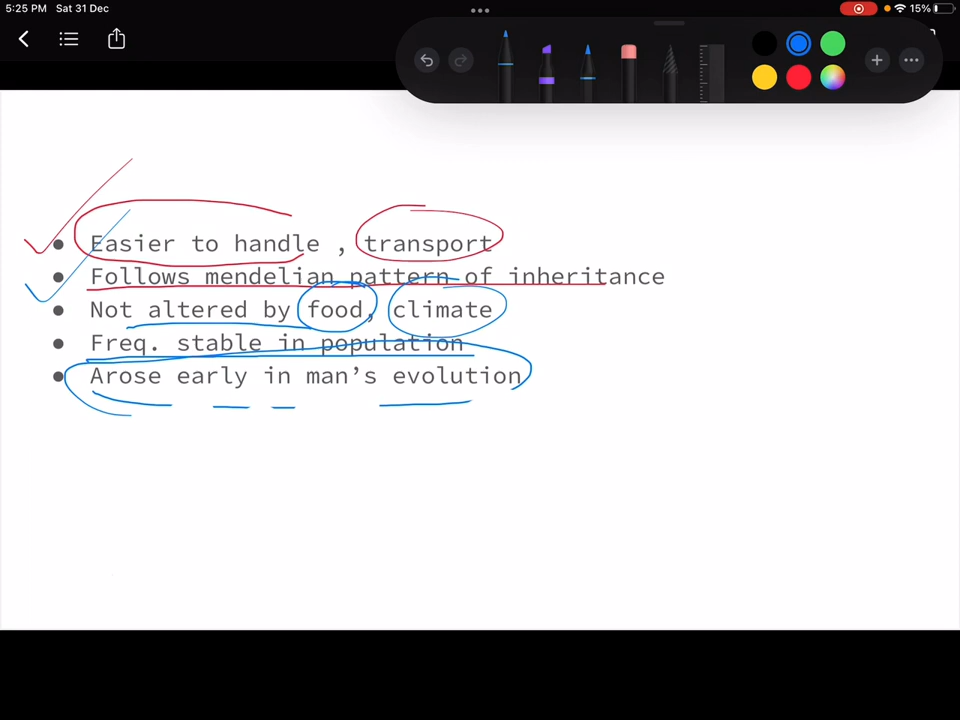 5:25 PM Sat 31 Dec
15%
• Easier to handle , transport
• Follows mendelian pattern of inheritance
• Not altered by food, climate
• Freq. stable in population
• Arose early in man's evolution